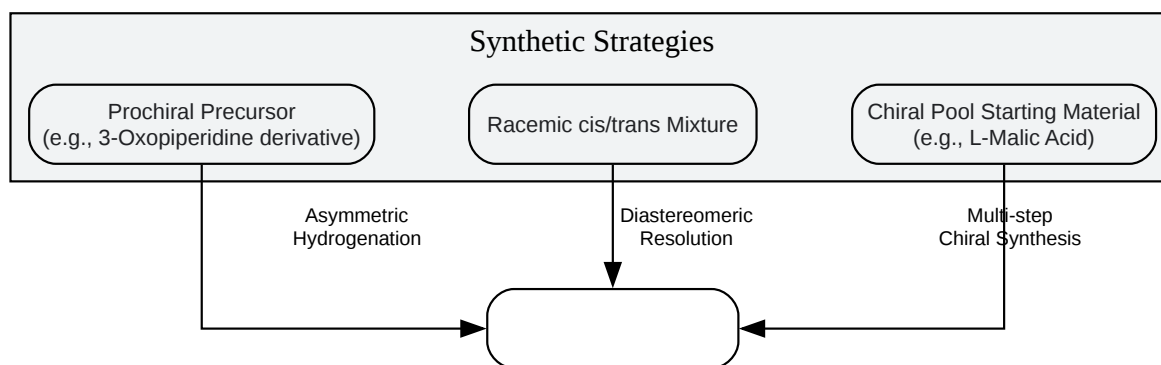 Synthetic Strategies
Prochiral Precursor
(e.g., 3-Oxopiperidine derivative)
Racemic cis/trans Mixture
Chiral Pool Starting Material
(e.g., L-Malic Acid)
Asymmetric
Hydrogenation
Diastereomeric
Resolution
Multi-step
Chiral Synthesis